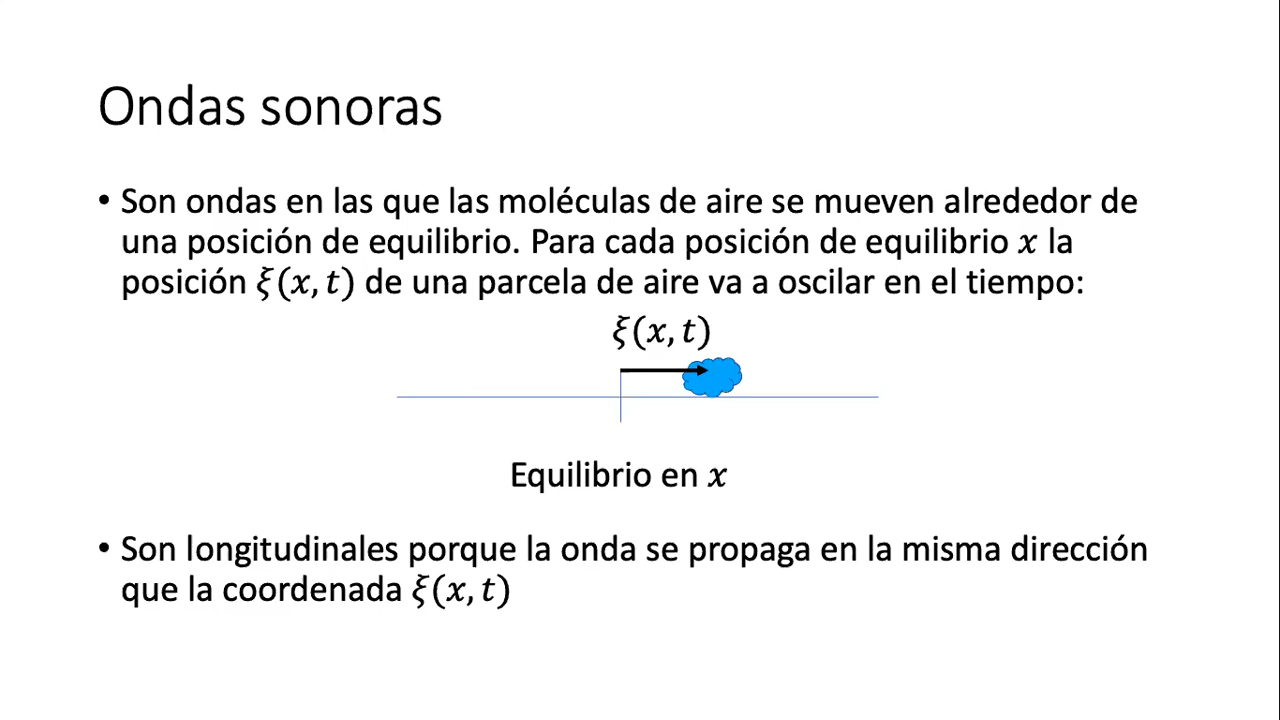 Ondas sonoras
• Son ondas en las que las moléculas de aire se mueven alrededor de
una posición de equilibrio. Para cada posición de equilibrio 𝑥 la
posición 𝜉(𝑥, 𝑡) de una parcela de aire va a oscilar en el tiempo:
𝜉(𝑥, 𝑡)
Equilibrio en 𝑥
• Son longitudinales porque la onda se propaga en la misma dirección
que la coordenada 𝜉(𝑥, 𝑡)